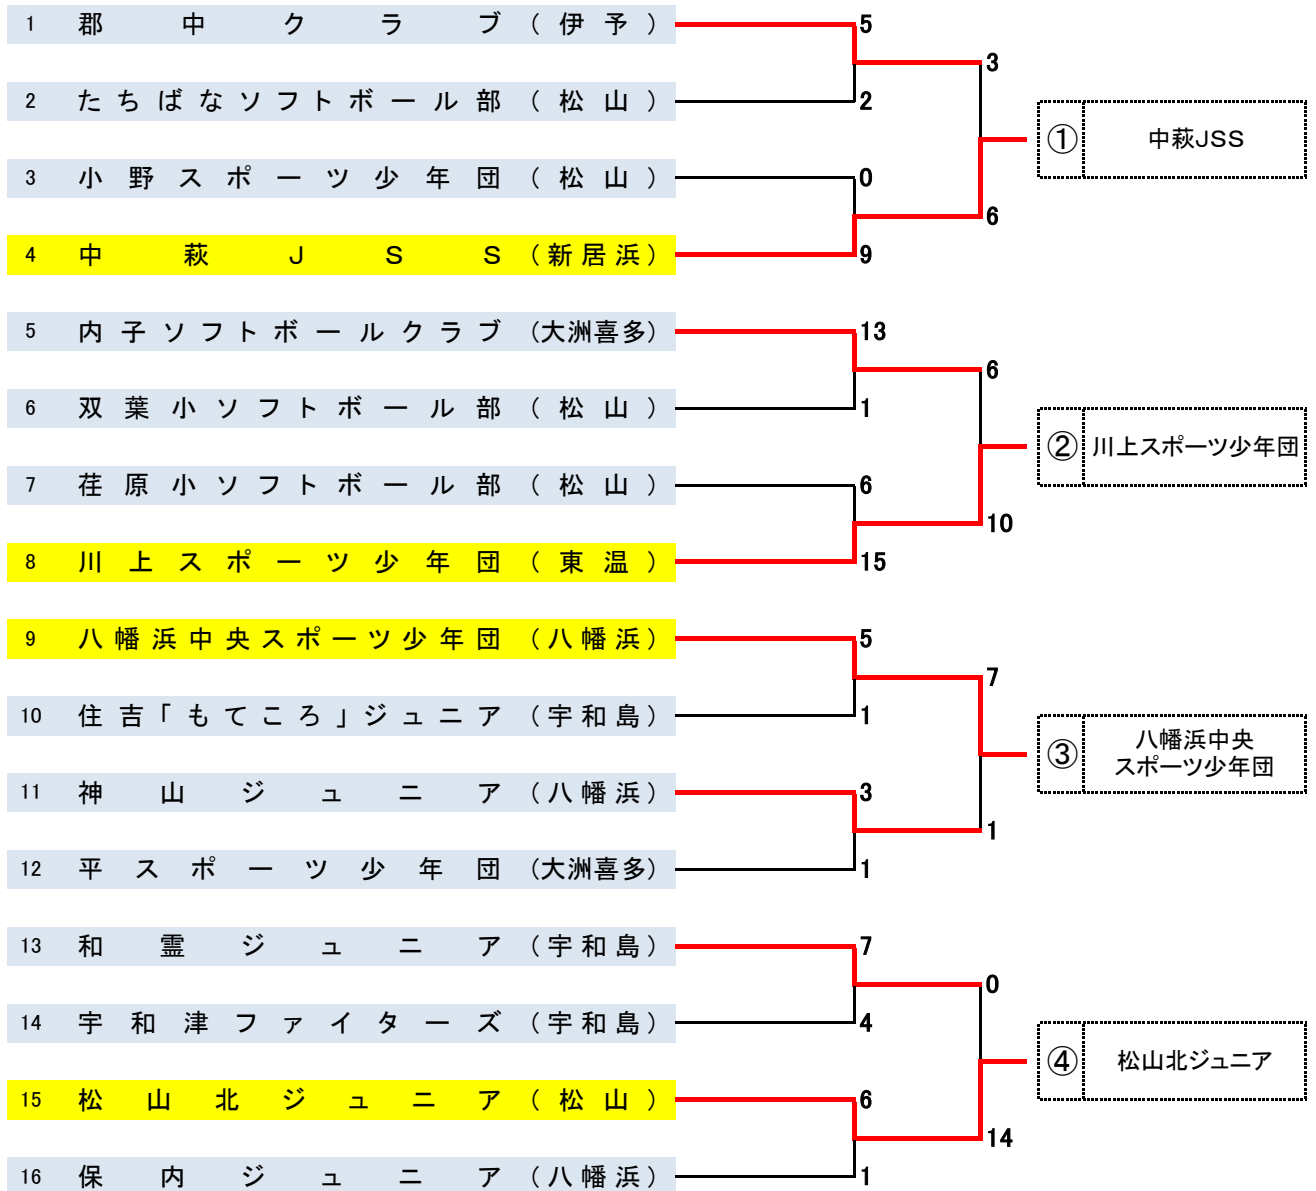 1 郡中クラブ (伊予) 5
3
2 たちばなソフトボール部 (松山) 2
① 中萩JSS
3 小野スポーツ少年団 (松山) 0
6
4 中萩JSS (新居浜) 9
5 内子ソフトボールクラブ (大洲喜多) 13
6
6 双葉小ソフトボール部 (松山) 1
② 川上スポーツ少年団
7 荏原小ソフトボール部 (松山) 6
10
8 川上スポーツ少年団 (東温) 15
9 八幡浜中央スポーツ少年団 (八幡浜) 5
7
10 住吉「もてころ」ジュニア (宇和島) 1
③ 八幡浜中央
スポーツ少年団
11 神山ジュニア (八幡浜) 3
1
12 平スポーツ少年団 (大洲喜多) 1
13 和霊ジュニア (宇和島) 7
0
14 宇和津ファイターズ (宇和島) 4
④ 松山北ジュニア
15 松山北ジュニア (松山) 6
14
16 保内ジュニア (八幡浜) 1